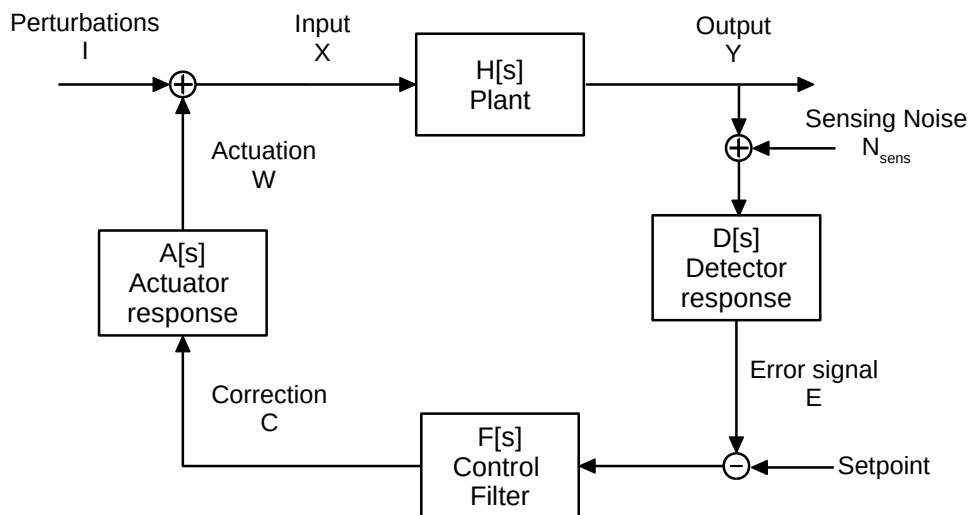 Perturbations
I
Input
X
H[s]
Plant
Output
Y
+
Sensing Noise
+
N_sens
Actuation
W
A[s]
Actuator
response
D[s]
Detector
response
Error signal
E
Correction
C
F[s]
Control
Filter
-
Setpoint